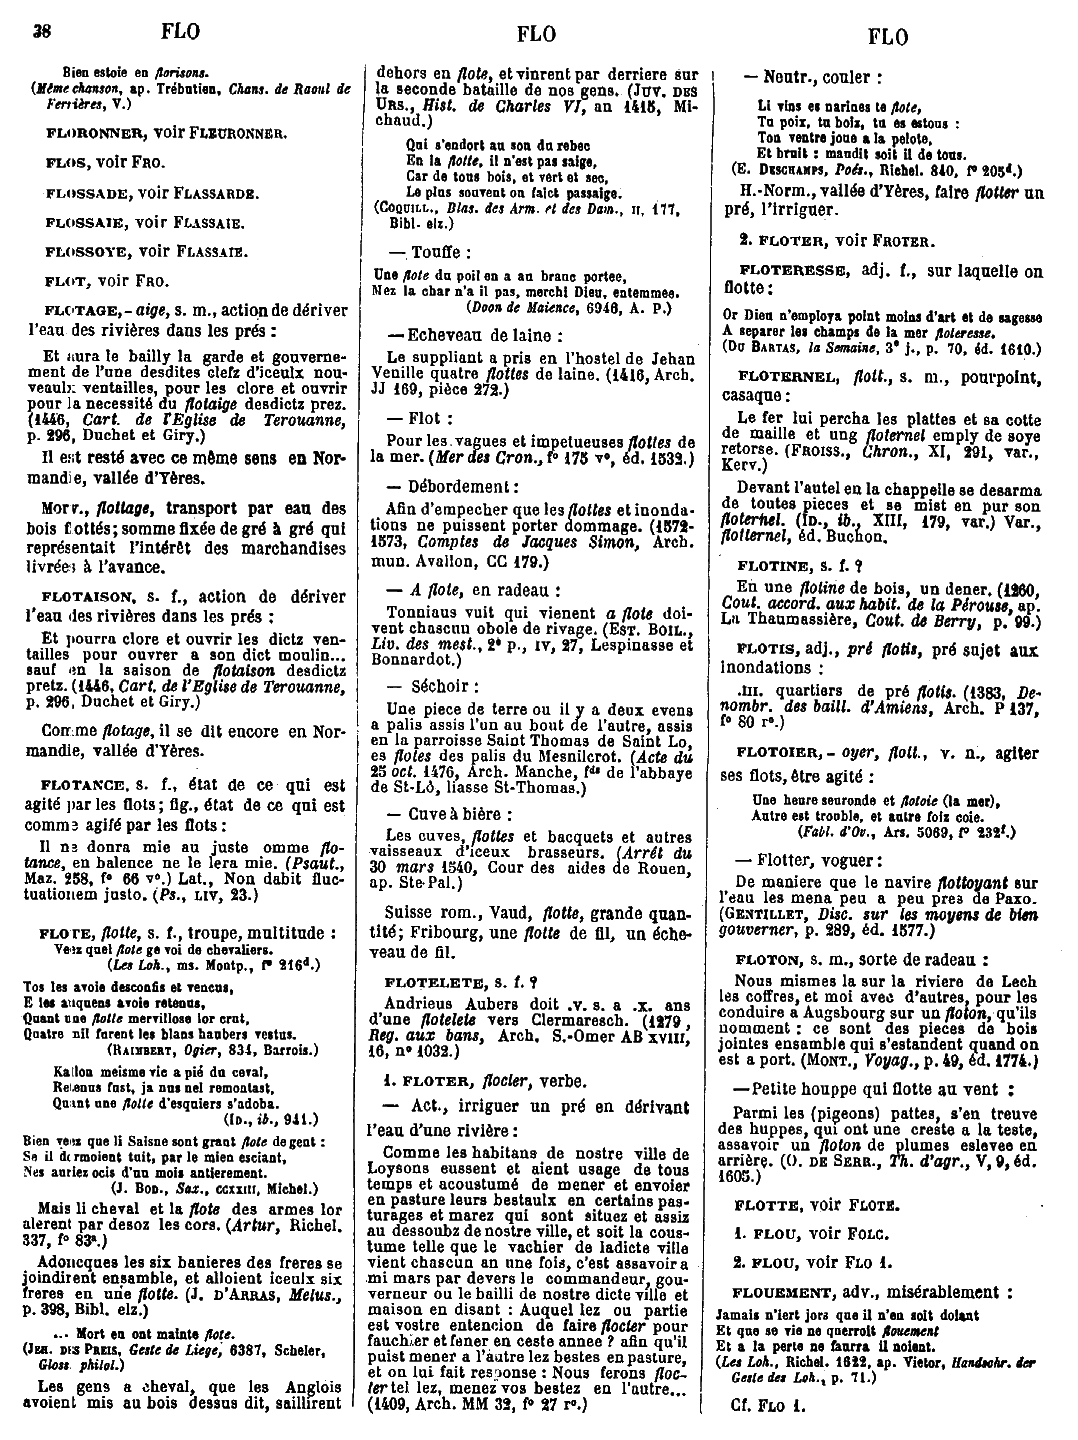 38 FLO FLO FLO
Bien estoie en florisons.
(Même chanson, ap. Trébutien, Chans. de Raoul de
Ferrières, V.)
FLORONNER, voir FLEURONNER.
FLOS, voir FRO.
FLOSSADE, voir FLASSARDE.
FLOSSAIE, voir FLASSAIE.
FLOSSOYE, voir FLASSAIE.
FLOT, voir FRO.
FLOTAGE, - aige, s. m., action de dériver
l'eau des rivières dans les prés :
Et aura le bailly la garde et gouverne-
ment de l'une desdites clefz d'iceulx nou-
veaulx ventailles, pour les clore et ouvrir
pour la necessité du flotaige desdictz prez.
(1446, Cart. de l'Eglise de Terouanne,
p. 296, Duchet et Giry.)
Il est resté avec ce même sens en Nor-
mandie, vallée d'Yères.
Morv., flottage, transport par eau des
bois flottés; somme fixée de gré à gré qui
représentait l'intérêt des marchandises
livrées à l'avance.
FLOTAISON, s. f., action de dériver
l'eau des rivières dans les prés :
Et pourra clore et ouvrir les dictz ven-
tailles pour ouvrer a son dict moulin...
sauf en la saison de flotaison desdictz
pretz. (1446, Cart. de l'Eglise de Terouanne,
p. 296, Duchet et Giry.)
Comme flotage, il se dit encore en Nor-
mandie, vallée d'Yères.
FLOTANCE, s. f., état de ce qui est
agité par les flots; fig., état de ce qui est
comme agité par les flots :
Il ne donra mie au juste omme flo-
tance, en balence ne le lera mie. (Psaut.,
Maz. 258, f° 66 v°.) Lat., Non dabit fluc-
tuationem justo. (Ps., LIV, 23.)
FLOTE, flotte, s. f., troupe, multitude :
Veiz quel flote ge voi de chevaliers.
(Les Loh., ms. Montp., f° 216d.)
Tos les avoie desconfis et vencus,
E les auquens avoie retenus,
Quant une flotte mervillose lor crut,
Quatre mil furent les blans haubers vestus.
(RAIMBERT, Ogier, 834, Barrois.)
Kallon meisme vic a pié du ceval,
Retenus fust, ja nus nel remontast,
Quant une flotte d'esquiers s'adoba.
(ID., ib., 941.)
Bien veiz que li Saisne sont grant flote de gent :
Se il dormoient tuit, par le mien esciant,
Nes auriez ocis d'un mois antierement.
(J. BOD., Sax., CCXXIII, Michel.)
Mais li cheval et la flote des armes lor
alerent par desoz les cors. (Artur, Richel.
337, f° 83a.)
Adoncques les six banieres des freres se
joindirent ensamble, et alloient iceulx six
freres en une flotte. (J. D'ARRAS, Melus.,
p. 398, Bibl. elz.)
... Mort en ont mainte flote.
(JEH. DES PREIS, Geste de Liege, 6387, Scheler,
Gloss. philol.)
Les gens a cheval, que les Anglois
avoient mis au bois dessus dit, saillirent
dehors en flote, et vinrent par derriere sur
la seconde bataille de nos gens. (JUV. DES
URS., Hist. de Charles VI, an 1415, Mi-
chaud.)
Qui s'endort au son du rebec
En la flotte, il n'est pas saige,
Car de tous bois, et vert et sec,
Le plus souvent on faict passaige.
(COQUILL., Blas. des Arm. et des Dam., II, 177,
Bibl. elz.)
— Touffe :
Une flote du poil en a au branc portee,
Mez la char n'a il pas, merchi Dieu, entemmee.
(Doon de Maience, 6946, A. P.)
— Echeveau de laine :
Le suppliant a pris en l'hostel de Jehan
Venille quatre flottes de laine. (1416, Arch.
JJ 169, pièce 272.)
— Flot :
Pour les vagues et impetueuses flottes de
la mer. (Mer des Cron., f° 175 v°, éd. 1532.)
— Débordement :
Afin d'empecher que les flottes et inonda-
tions ne puissent porter dommage. (1572-
1573, Comptes de Jacques Simon, Arch.
mun. Avallon, CC 179.)
— A flote, en radeau :
Tonniaus vuit qui vienent a flote doi-
vent chascun obole de rivage. (EST. BOIL.,
Liv. des mest., 2e p., IV, 27, Lespinasse et
Bonnardot.)
— Séchoir :
Une piece de terre ou il y a deux evens
a palis assis l'un au bout de l'autre, assis
en la parroisse Saint Thomas de Saint Lo,
es flotes des palis du Mesnilcrot. (Acte du
25 oct. 1476, Arch. Manche, fds de l'abbaye
de St-Lô, liasse St-Thomas.)
— Cuve à bière :
Les cuves, flottes et bacquets et autres
vaisseaux d'iceux brasseurs. (Arrêt du
30 mars 1540, Cour des aides de Rouen,
ap. Ste-Pal.)
Suisse rom., Vaud, flotte, grande quan-
tité; Fribourg, une flotte de fil, un éche-
veau de fil.
FLOTELETE, s. f. ?
Andrieus Aubers doit .v. s. a .x. ans
d'une flotelete vers Clermaresch. (1279,
Reg. aux bans, Arch. S.-Omer AB XVIII,
16, n° 1032.)
1. FLOTER, flocter, verbe.
— Act., irriguer un pré en dérivant
l'eau d'une rivière :
Comme les habitans de nostre ville de
Loysons eussent et aient usage de tous
temps et acoustumé de mener et envoier
en pasture leurs bestaulx en certains pas-
turages et marez qui sont situez et assiz
au dessoubz de nostre ville, et soit la cous-
tume telle que le vachier de ladicte ville
vient chascun an une fois, c'est assavoir a
mi mars par devers le commandeur, gou-
verneur ou le bailli de nostre dicte ville et
maison en disant : Auquel lez ou partie
est vostre entencion de faire flocter pour
fauchier et fener en ceste annee ? afin qu'il
puist mener a l'autre lez bestes en pasture,
et on lui fait response : Nous ferons floc-
ter tel lez, menez vos bestez en l'autre...
(1409, Arch. MM 32, f° 27 r°.)
— Neutr., couler :
Li vins es narines te flote,
Tu poiz, tu boiz, tu es estous :
Ton ventre joue a la pelote,
Et bruit : maudit soit il de tous.
(E. DESCHAMPS, Poés., Richel. 840, f° 205d.)
H.-Norm., vallée d'Yères, faire flotter un
pré, l'irriguer.
2. FLOTER, voir FROTER.
FLOTERESSE, adj. f., sur laquelle on
flotte :
Or Dieu n'employa point moins d'art et de sagesse
A separer les champs de la mer floteresse.
(DU BARTAS, la Semaine, 3e j., p. 70, éd. 1610.)
FLOTERNEL, flott., s. m., pourpoint,
casaque :
Le fer lui percha les plattes et sa cotte
de maille et ung floternel emply de soye
retorse. (FROISS., Chron., XI, 291, var.,
Kerv.)
Devant l'autel en la chappelle se desarma
de toutes pieces et se mist en pur son
floternel. (ID., ib., XIII, 179, var.) Var.,
flotternel, éd. Buchon.
FLOTINE, s. f. ?
En une flotine de bois, un dener. (1260,
Cout. accord. aux habit. de la Pérouse, ap.
La Thaumassière, Cout. de Berry, p. 99.)
FLOTIS, adj., pré flotis, pré sujet aux
inondations :
.III. quartiers de pré flotis. (1383, De-
nombr. des baill. d'Amiens, Arch. P 137,
f° 80 r°.)
FLOTOIER, - oyer, flott., v. n., agiter
ses flots, être agité :
Une heure seuronde et flotoie (la mer),
Autre est trouble, et autre foiz coie.
(Fabl. d'Ov., Ars. 5069, f° 232f.)
— Flotter, voguer :
De maniere que le navire flottoyant sur
l'eau les mena peu a peu pres de Paxo.
(GENTILLET, Disc. sur les moyens de bien
gouverner, p. 289, éd. 1577.)
FLOTON, s. m., sorte de radeau :
Nous mismes la sur la riviere de Lech
les coffres, et moi avec d'autres, pour les
conduire a Augsbourg sur un floton, qu'ils
nomment : ce sont des pieces de bois
jointes ensamble qui s'estandent quand on
est a port. (MONT., Voyag., p. 49, éd. 1774.)
— Petite houppe qui flotte au vent :
Parmi les (pigeons) pattes, s'en treuve
des huppes, qui ont une creste a la teste,
assavoir un floton de plumes eslevee en
arrière. (O. DE SERR., Th. d'agr., V, 9, éd.
1605.)
FLOTTE, voir FLOTE.
1. FLOU, voir FOLC.
2. FLOU, voir FLO 1.
FLOUEMENT, adv., misérablement :
Jamais n'iert jors que il n'en soit dolant
Et que se vie ne querroit flouement
Et a la perte ne faurra il noient.
(Les Loh., Richel. 1622, ap. Vietor, Handschr. der
Geste des Loh., p. 71.)
Cf. FLO 1.